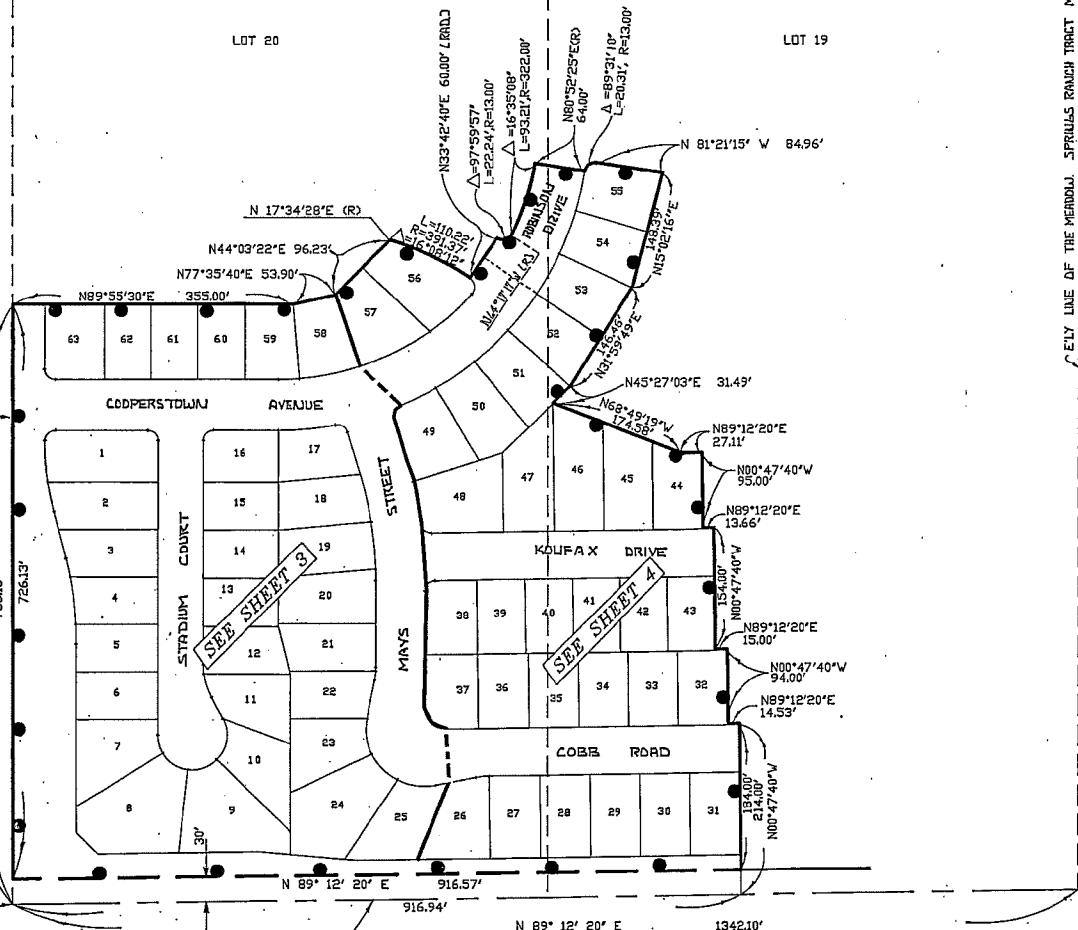 LOT 20
LOT 19
N33°42'40"E 60.00' (RAD)
△=97°59'57"
L=22.24',R=13.00'
△=16°35'08"
L=93.21',R=322.00'
N80°52'25"E(R)
64.00'
△=89°31'10"
L=20.31', R=13.00'
N 81°21'15" W 84.96'
N 17°34'28"E (R)
L=110.22'
R=391.37'
=16°08'12"
N44°03'22"E 96.23'
N77°35'40"E 53.90'
N89°55'30"E 355.00'
ROBINSON
DRIVE
148.39'
N15°02'16"E
146.46'
N31°59'49"E
N45°27'03"E 31.49'
N68°49'19"W
174.58'
N89°12'20"E
27.11'
N00°47'40"W
95.00'
N89°12'20"E
13.66'
154.00'
N00°47'40"W
N89°12'20"E
15.00'
N00°47'40"W
94.00'
N89°12'20"E
14.53'
184.00'
214.00'
N00°47'40"W
55
54
53
52
51
50
49
56
57
58
59
60
61
62
63
COOPERSTOWN AVENUE
1
2
3
4
5
6
7
8
9
10
11
12
13
14
15
16
17
18
19
20
21
22
23
24
25
STADIUM COURT
SEE SHEET 3
MAYS STREET
48
47
46
45
44
KOUFAX DRIVE
38
39
40
41
42
43
SEE SHEET 4
37
36
35
34
33
32
COBB ROAD
26
27
28
29
30
31
726.13'
30'
N 89° 12' 20" E 916.57'
916.94'
N 89° 12' 20" E 1342.10'
E'LY LINE OF THE MEADOW SPRINGS RANCH TRACT